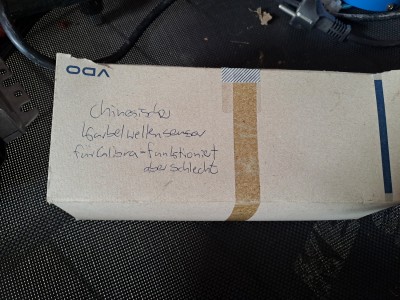 VDO
Chinesischer
Kurbelwellensensor
für Calibra - funktioniert
aber schlecht